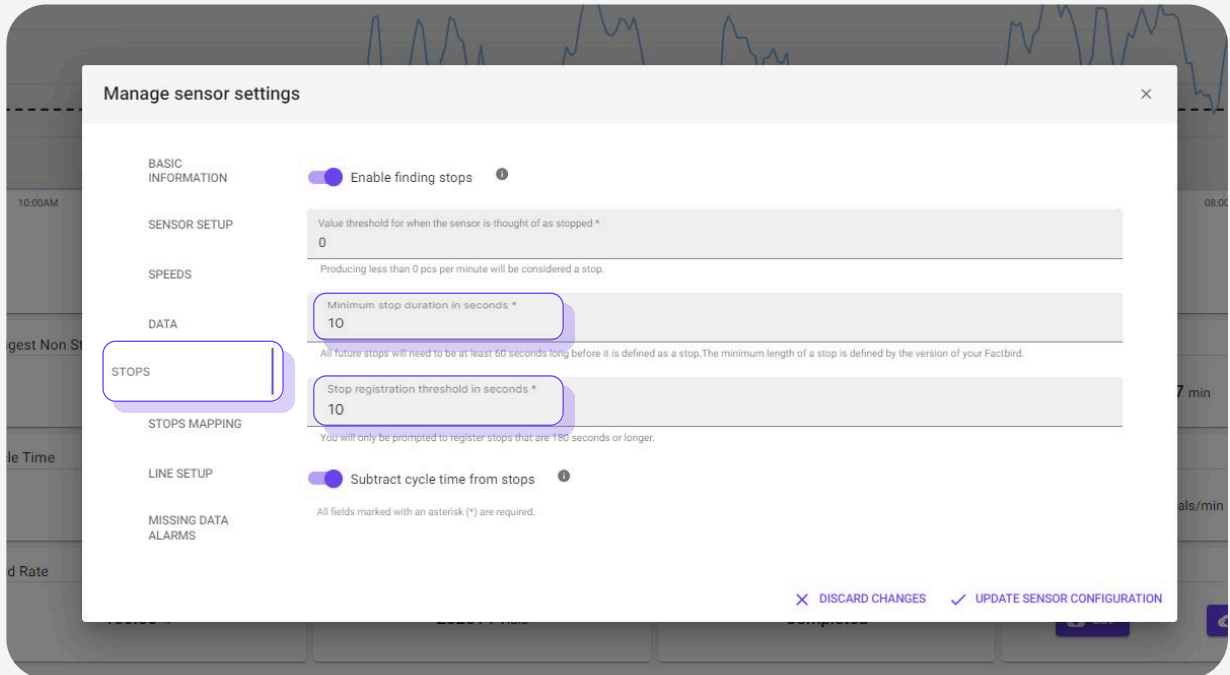 Manage sensor settings
BASIC
INFORMATION
SENSOR SETUP
SPEEDS
DATA
STOPS
STOPS MAPPING
LINE SETUP
MISSING DATA
ALARMS
Enable finding stops
Value threshold for when the sensor is thought of as stopped *
0
Producing less than 0 pcs per minute will be considered a stop.
Minimum stop duration in seconds *
10
All future stops will need to be at least 60 seconds long before it is defined as a stop.The minimum length of a stop is defined by the version of your Factbird.
Stop registration threshold in seconds *
10
You will only be prompted to register stops that are 180 seconds or longer.
Subtract cycle time from stops
All fields marked with an asterisk (*) are required.
DISCARD CHANGES
UPDATE SENSOR CONFIGURATION
10:00AM
08:00
gest Non St
7 min
le Time
als/min
d Rate